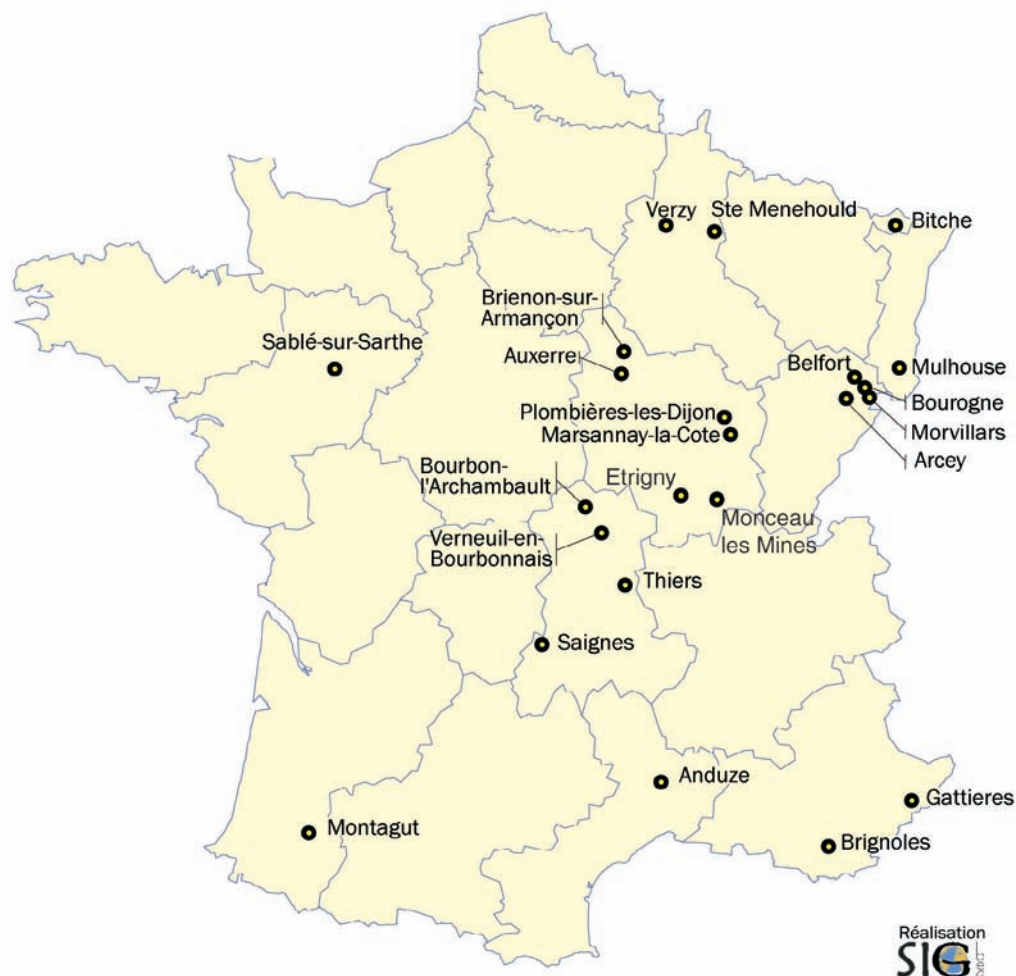 Verzy
Ste Menehould
Bitche
Brienon-sur-
Armançon
Sablé-sur-Sarthe
Auxerre
Belfort
Mulhouse
Bourogne
Plombières-les-Dijon
Marsannay-la-Cote
Morvillars
Arcey
Bourbon-
l'Archambault
Etrigny
Monceau
les Mines
Verneuil-en-
Bourbonnais
Thiers
Saignes
Anduze
Gattieres
Montagut
Brignoles
Réalisation
SIG